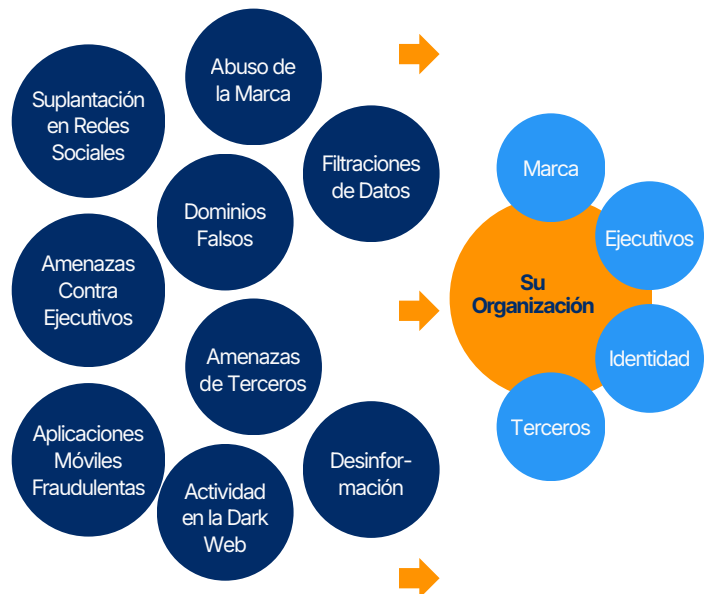 Abuso de
la Marca
Suplantación
en Redes
Sociales
Filtraciones
de Datos
Dominios
Falsos
Amenazas
Contra
Ejecutivos
Amenazas
de Terceros
Aplicaciones
Móviles
Fraudulentas
Desinfor-
mación
Actividad
en la Dark
Web
Marca
Ejecutivos
Su
Organización
Identidad
Terceros